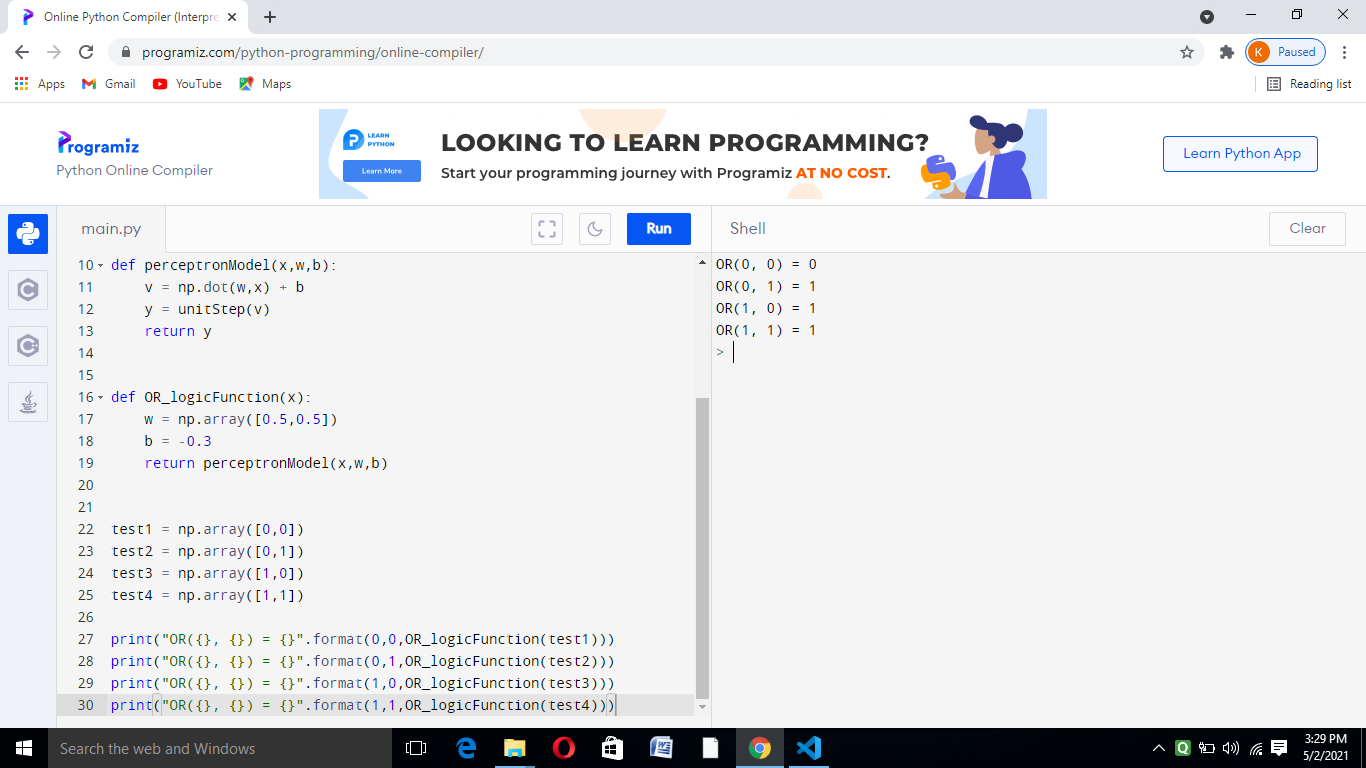 Online Python Compiler (Interpre
programiz.com/python-programming/online-compiler/
K Paused
Apps Gmail YouTube Maps Reading list
Programiz
Python Online Compiler
LEARN
PYTHON
Learn More
LOOKING TO LEARN PROGRAMMING?
Start your programming journey with Programiz AT NO COST.
Learn Python App
main.py
Run
Shell
Clear
10 def perceptronModel(x,w,b):
11 v = np.dot(w,x) + b
12 y = unitStep(v)
13 return y
14
15
16 def OR_logicFunction(x):
17 w = np.array([0.5,0.5])
18 b = -0.3
19 return perceptronModel(x,w,b)
20
21
22 test1 = np.array([0,0])
23 test2 = np.array([0,1])
24 test3 = np.array([1,0])
25 test4 = np.array([1,1])
26
27 print("OR({}, {}) = {}".format(0,0,OR_logicFunction(test1)))
28 print("OR({}, {}) = {}".format(0,1,OR_logicFunction(test2)))
29 print("OR({}, {}) = {}".format(1,0,OR_logicFunction(test3)))
30 print("OR({}, {}) = {}".format(1,1,OR_logicFunction(test4)))
OR(0, 0) = 0
OR(0, 1) = 1
OR(1, 0) = 1
OR(1, 1) = 1
>
Search the web and Windows
3:29 PM
5/2/2021